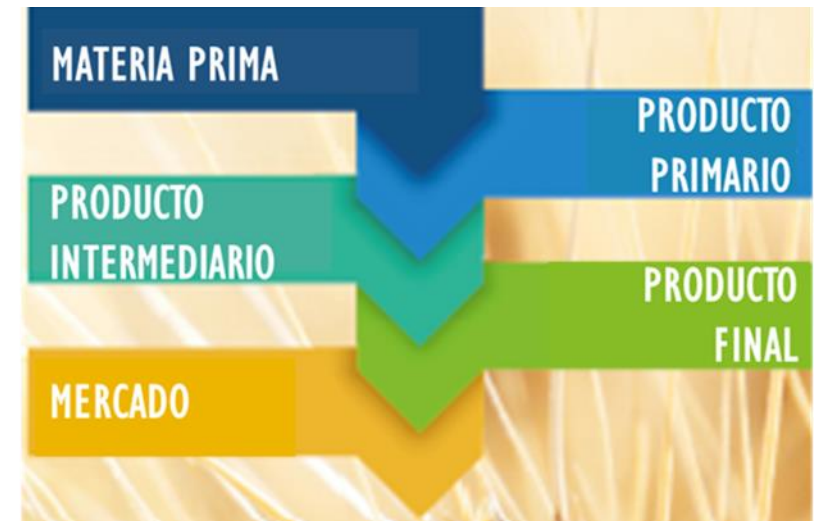 MATERIA PRIMA
PRODUCTO
PRIMARIO
PRODUCTO
INTERMEDIARIO
PRODUCTO
FINAL
MERCADO